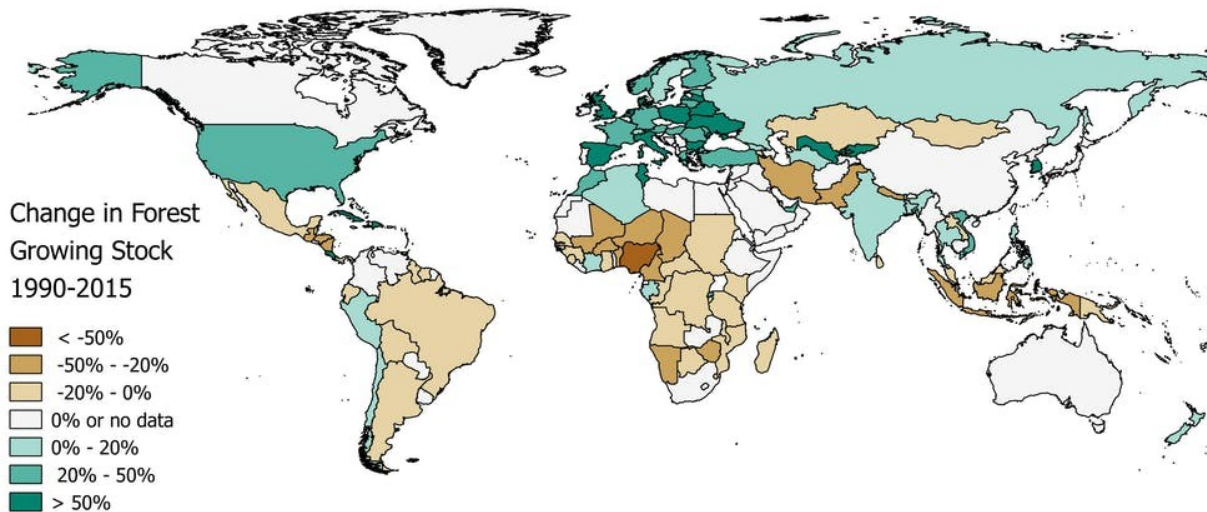 Change in Forest
Growing Stock
1990-2015
< -50%
-50% - -20%
-20% - 0%
0% or no data
0% - 20%
20% - 50%
> 50%